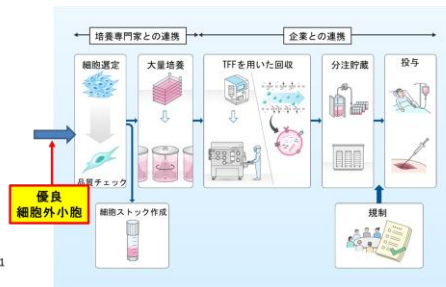 培養専門家との連携
企業との連携
細胞選定
大量培養
TFFを用いた回収
分注貯蔵
投与
品質チェック
優良
細胞外小胞
細胞ストック作成
規制
1